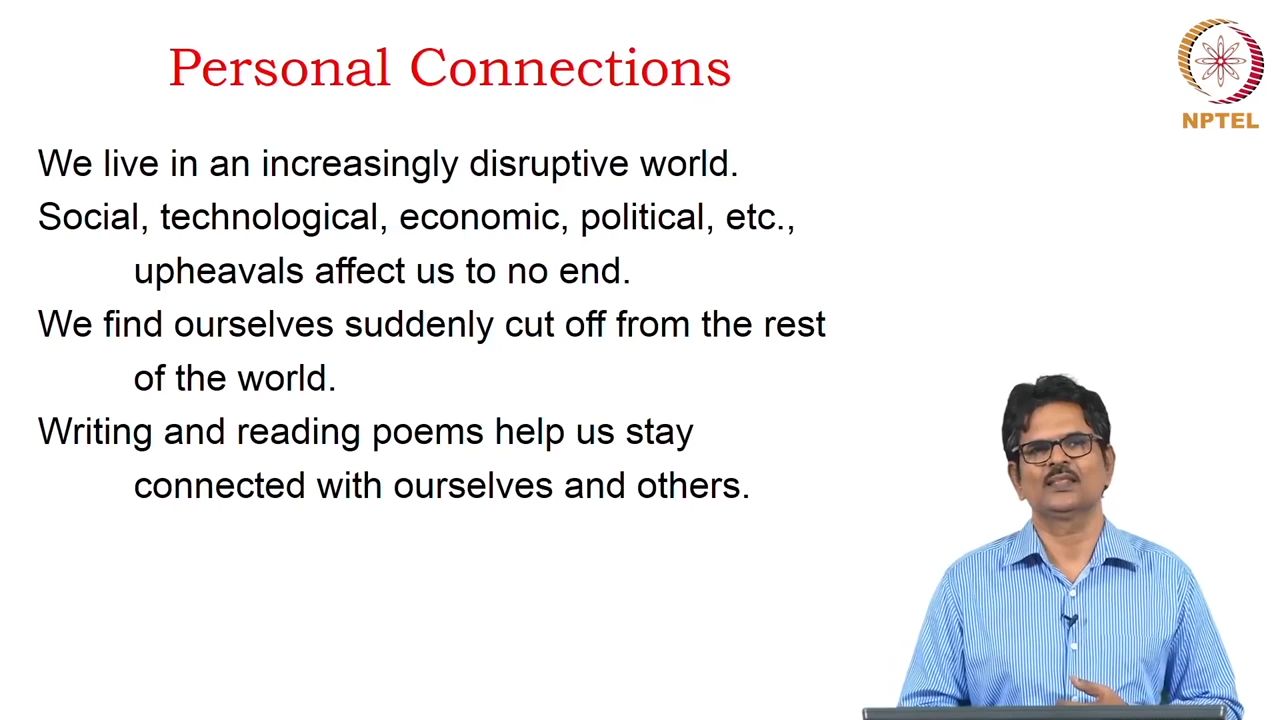 Personal Connections
NPTEL
We live in an increasingly disruptive world.
Social, technological, economic, political, etc.,
upheavals affect us to no end.
We find ourselves suddenly cut off from the rest
of the world.
Writing and reading poems help us stay
connected with ourselves and others.